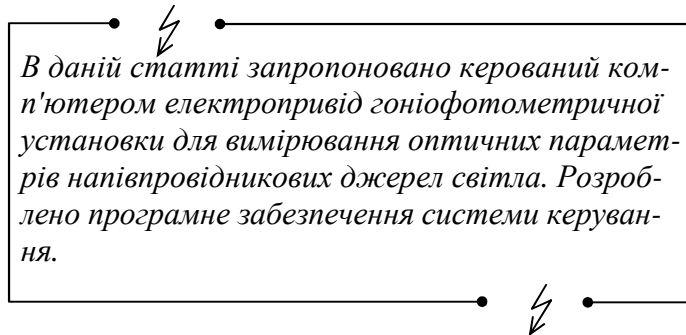 В даній статті запропоновано керований ком-
п'ютером електропривід гоніофотометричної
установки для вимірювання оптичних парамет-
рів напівпровідникових джерел світла. Розроб-
лено програмне забезпечення системи керуван-
ня.